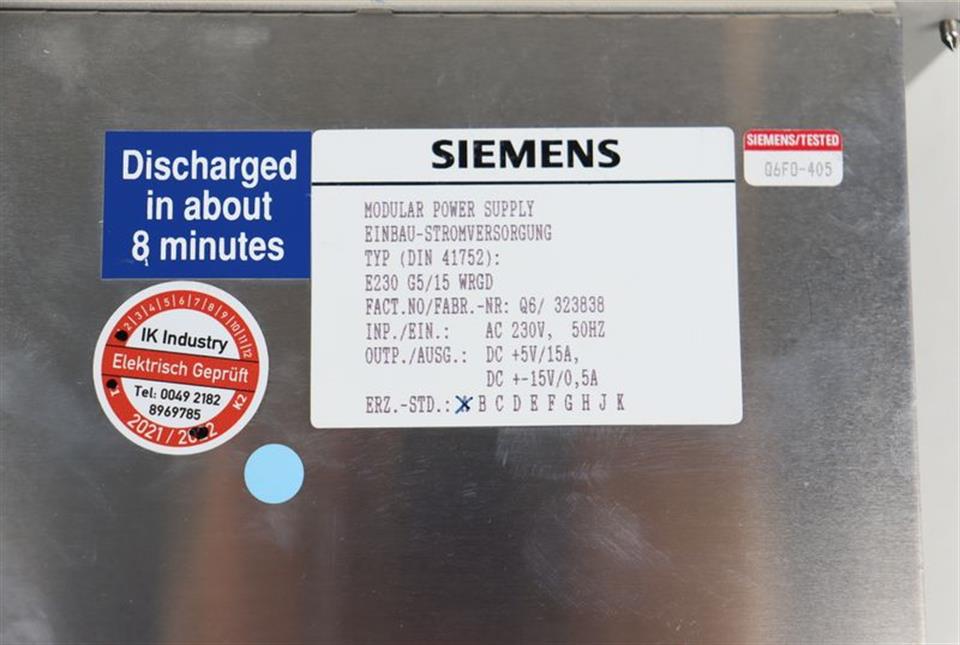 Discharged
in about
8 minutes
SIEMENS
MODULAR POWER SUPPLY
EINBAU-STROMVERSORGUNG
TYP (DIN 41752):
E230 G5/15 WRGD
FACT.NO/FABR.-NR: Q6/ 323838
INP./EIN.: AC 230V, 50HZ
OUTP./AUSG.: DC +5V/15A,
DC +-15V/0,5A
ERZ.-STD.: B C D E F G H J K
SIEMENS/TESTED
Q6F0-405
2/3/4/5/6/7/8/9/10/11/12
IK Industry
Elektrisch Geprüft
Tel: 0049 2182
8969785
1
K2
2021/